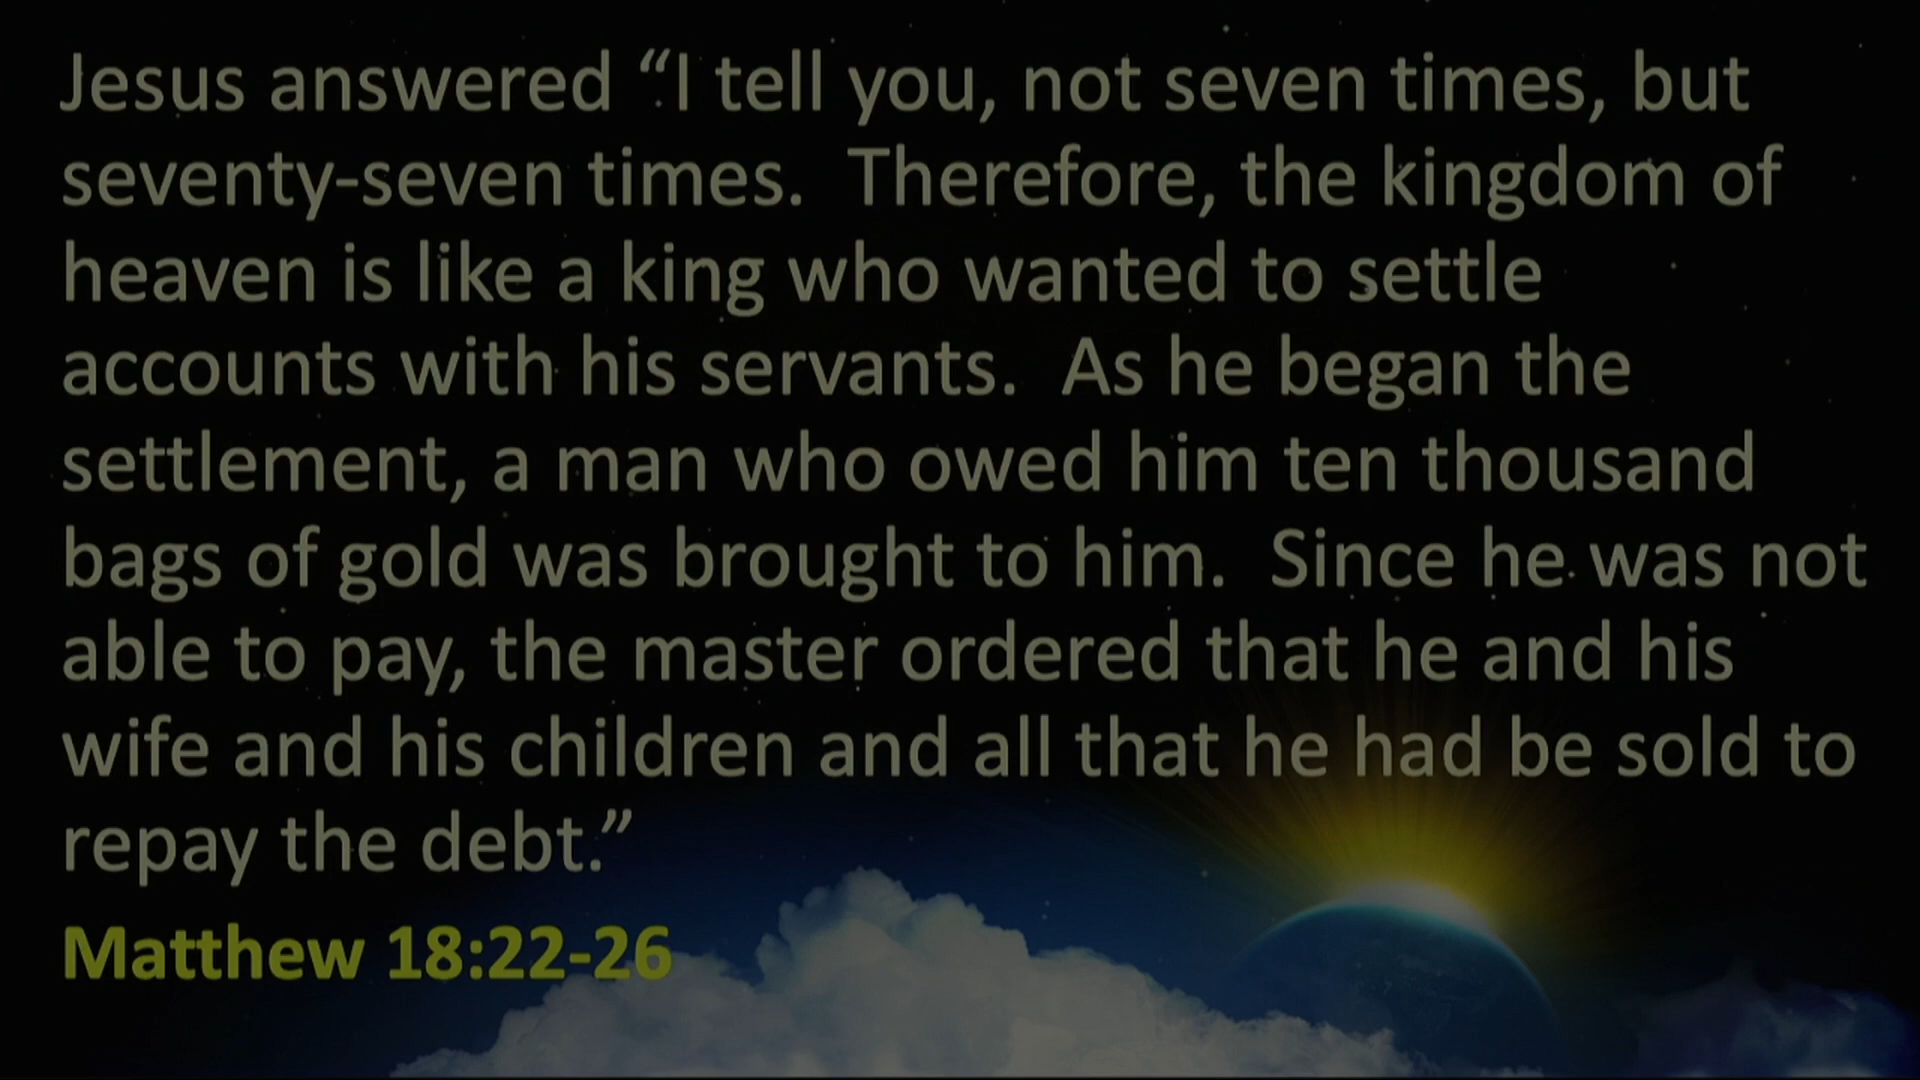 Jesus answered “I tell you, not seven times, but
seventy-seven times.  Therefore, the kingdom of
heaven is like a king who wanted to settle
accounts with his servants.  As he began the
settlement, a man who owed him ten thousand
bags of gold was brought to him.  Since he was not
able to pay, the master ordered that he and his
wife and his children and all that he had be sold to
repay the debt.”
Matthew 18:22-26